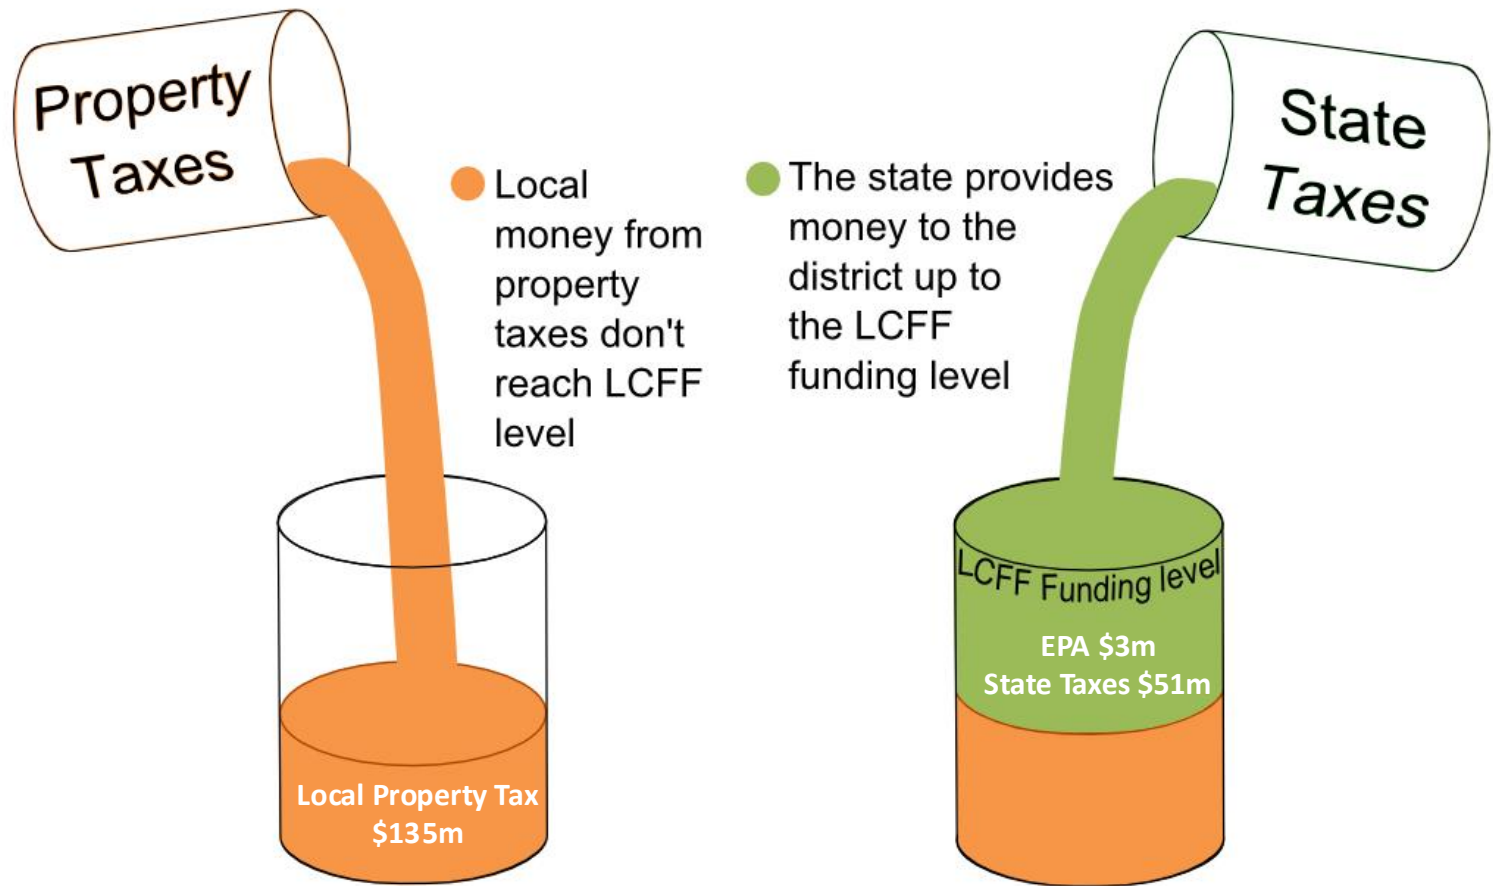 Property
Taxes
Local
money from
property
taxes don't
reach LCFF
level
The state provides
money to the
district up to
the LCFF
funding level
State
Taxes
Local Property Tax
$135m
LCFF Funding level
EPA $3m
State Taxes $51m